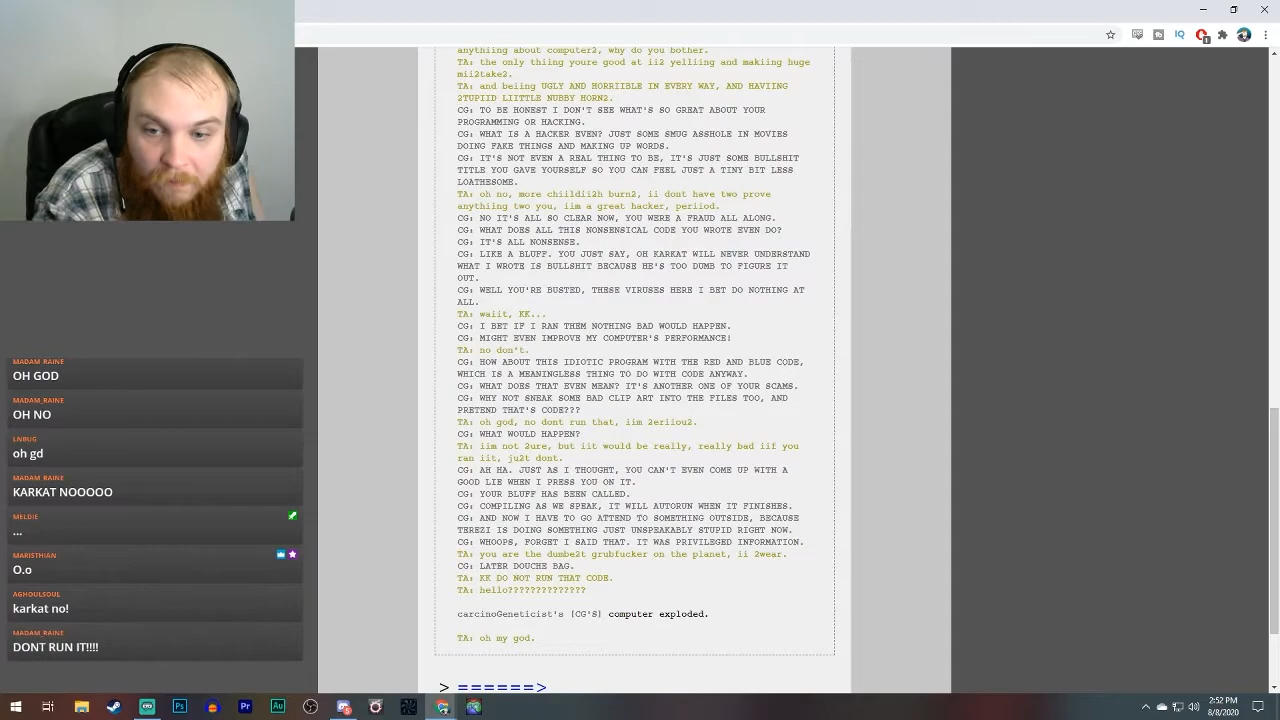 anythiing about computer2, why do you bother.
TA: the only thiing youre good at ii2 yelliing and makiing huge
mii2take2.
TA: and beiing UGLY AND HORRIIBLE IN EVERY WAY, AND HAVIING
2TUPIID LIITTLE NUBBY HORN2.
CG: TO BE HONEST I DON'T SEE WHAT'S SO GREAT ABOUT YOUR
PROGRAMMING OR HACKING.
CG: WHAT IS A HACKER EVEN? JUST SOME SMUG ASSHOLE IN MOVIES
DOING FAKE THINGS AND MAKING UP WORDS.
CG: IT'S NOT EVEN A REAL THING TO BE, IT'S JUST SOME BULLSHIT
TITLE YOU GAVE YOURSELF SO YOU CAN FEEL JUST A TINY BIT LESS
LOATHESOME.
TA: oh no, more chiildii2h burn2, ii dont have two prove
anythiing two you, iim a great hacker, periiod.
CG: NO IT'S ALL SO CLEAR NOW, YOU WERE A FRAUD ALL ALONG.
CG: WHAT DOES ALL THIS NONSENSICAL CODE YOU WROTE EVEN DO?
CG: IT'S ALL NONSENSE.
CG: LIKE A BLUFF. YOU JUST SAY, OH KARKAT WILL NEVER UNDERSTAND
WHAT I WROTE IS BULLSHIT BECAUSE HE'S TOO DUMB TO FIGURE IT
OUT.
CG: WELL YOU'RE BUSTED, THESE VIRUSES HERE I BET DO NOTHING AT
ALL.
TA: waiit, KK...
CG: I BET IF I RAN THEM NOTHING BAD WOULD HAPPEN.
CG: MIGHT EVEN IMPROVE MY COMPUTER'S PERFORMANCE!
TA: no don't.
CG: HOW ABOUT THIS IDIOTIC PROGRAM WITH THE RED AND BLUE CODE,
WHICH IS A MEANINGLESS THING TO DO WITH CODE ANYWAY.
CG: WHAT DOES THAT EVEN MEAN? IT'S ANOTHER ONE OF YOUR SCAMS.
CG: WHY NOT SNEAK SOME BAD CLIP ART INTO THE FILES TOO, AND
PRETEND THAT'S CODE???
TA: oh god, no dont run that, iim 2eriiou2.
CG: WHAT WOULD HAPPEN?
TA: iim not 2ure, but iit would be really, really bad iif you
ran iit, ju2t dont.
CG: AH HA. JUST AS I THOUGHT, YOU CAN'T EVEN COME UP WITH A
GOOD LIE WHEN I PRESS YOU ON IT.
CG: YOUR BLUFF HAS BEEN CALLED.
CG: COMPILING AS WE SPEAK, IT WILL AUTORUN WHEN IT FINISHES.
CG: AND NOW I HAVE TO GO ATTEND TO SOMETHING OUTSIDE, BECAUSE
TEREZI IS DOING SOMETHING JUST UNSPEAKABLY STUPID RIGHT NOW.
CG: WHOOPS, FORGET I SAID THAT. IT WAS PRIVILEGED INFORMATION.
TA: you are the dumbe2t grubfucker on the planet, ii 2wear.
CG: LATER DOUCHE BAG.
TA: KK DO NOT RUN THAT CODE.
TA: hello??????????????
carcinoGeneticist's [CG'S] computer exploded.
TA: oh my god.
> ======>
MADAM_RAINE
OH GOD
MADAM_RAINE
OH NO
LNBUG
oh gd
MADAM_RAINE
KARKAT NOOOOO
MELDIE
...
MARISTHIAN
O.o
AGHOULSOUL
karkat no!
MADAM_RAINE
DONT RUN IT!!!!
IQ
1
Ps
Pr
Au
2:52 PM
8/4/2020